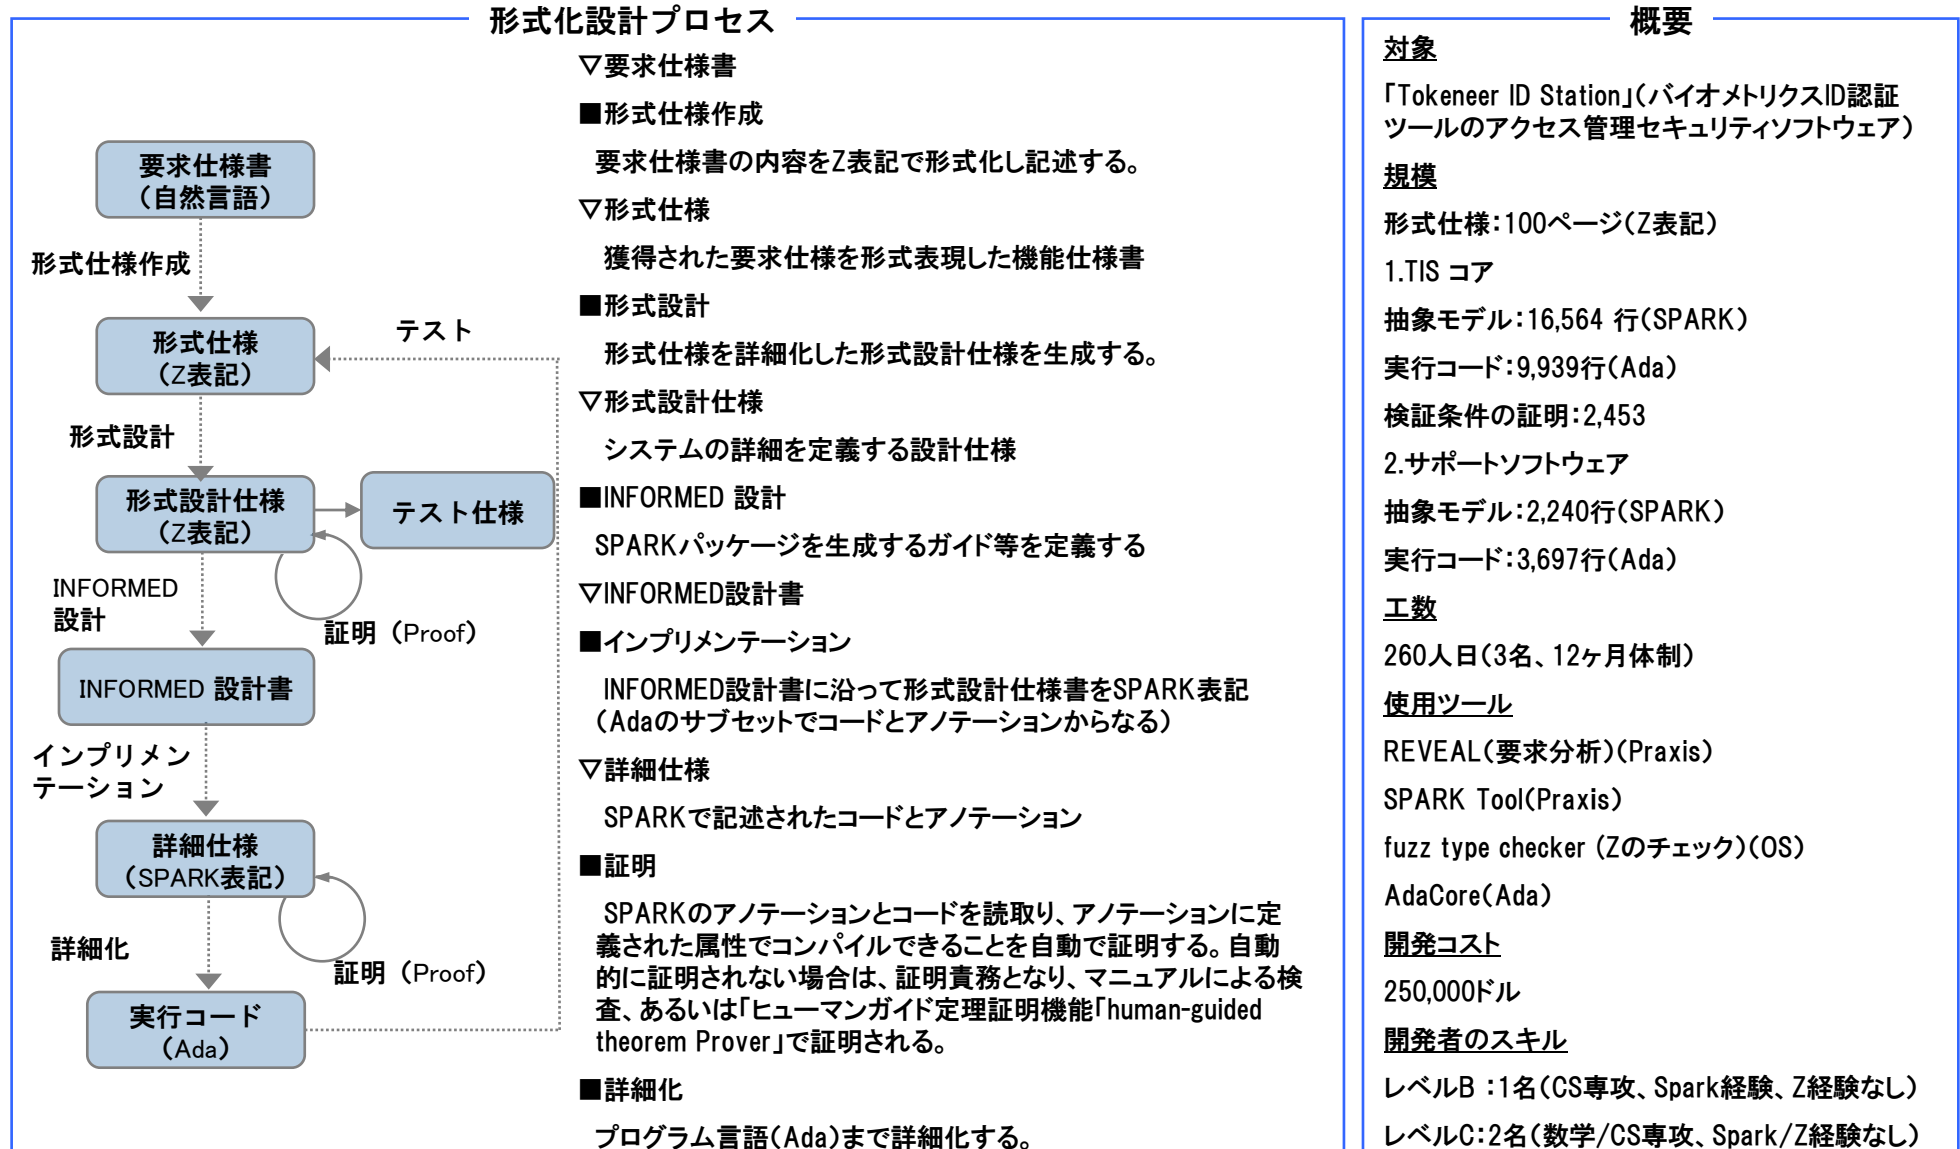 形式化設計プロセス
要求仕様書
（自然言語）
形式仕様作成
形式仕様
（Z表記）
テスト
形式設計
形式設計仕様
（Z表記）
テスト仕様
INFORMED
設計
証明（Proof）
INFORMED 設計書
インプリメン
テーション
詳細仕様
（SPARK表記）
詳細化
証明（Proof）
実行コード
（Ada）
▽要求仕様書
■形式仕様作成
要求仕様書の内容をZ表記で形式化し記述する。
▽形式仕様
獲得された要求仕様を形式表現した機能仕様書
■形式設計
形式仕様を詳細化した形式設計仕様を生成する。
▽形式設計仕様
システムの詳細を定義する設計仕様
■INFORMED 設計
SPARKパッケージを生成するガイド等を定義する
▽INFORMED設計書
■インプリメンテーション
INFORMED設計書に沿って形式設計仕様書をSPARK表記
（Adaのサブセットでコードとアノテーションからなる）
▽詳細仕様
SPARKで記述されたコードとアノテーション
■証明
SPARKのアノテーションとコードを読取り、アノテーションに定
義された属性でコンパイルできることを自動で証明する。自動
的に証明されない場合は、証明責務となり、マニュアルによる検
査、あるいは「ヒューマンガイド定理証明機能「human-guided
theorem Prover」で証明される。
■詳細化
プログラム言語（Ada）まで詳細化する。
概要
対象
「Tokeneer ID Station」（バイオメトリクスID認証
ツールのアクセス管理セキュリティソフトウェア）
規模
形式仕様：100ページ（Z表記）
1.TIS コア
抽象モデル：16,564 行（SPARK）
実行コード：9,939行（Ada）
検証条件の証明：2,453
2.サポートソフトウェア
抽象モデル：2,240行（SPARK）
実行コード：3,697行（Ada）
工数
260人日（3名、12ヶ月体制）
使用ツール
REVEAL（要求分析）（Praxis）
SPARK Tool（Praxis）
fuzz type checker （Zのチェック）（OS）
AdaCore（Ada）
開発コスト
250,000ドル
開発者のスキル
レベルB ：1名（CS専攻、Spark経験、Z経験なし）
レベルC：2名（数学/CS専攻、Spark/Z経験なし）